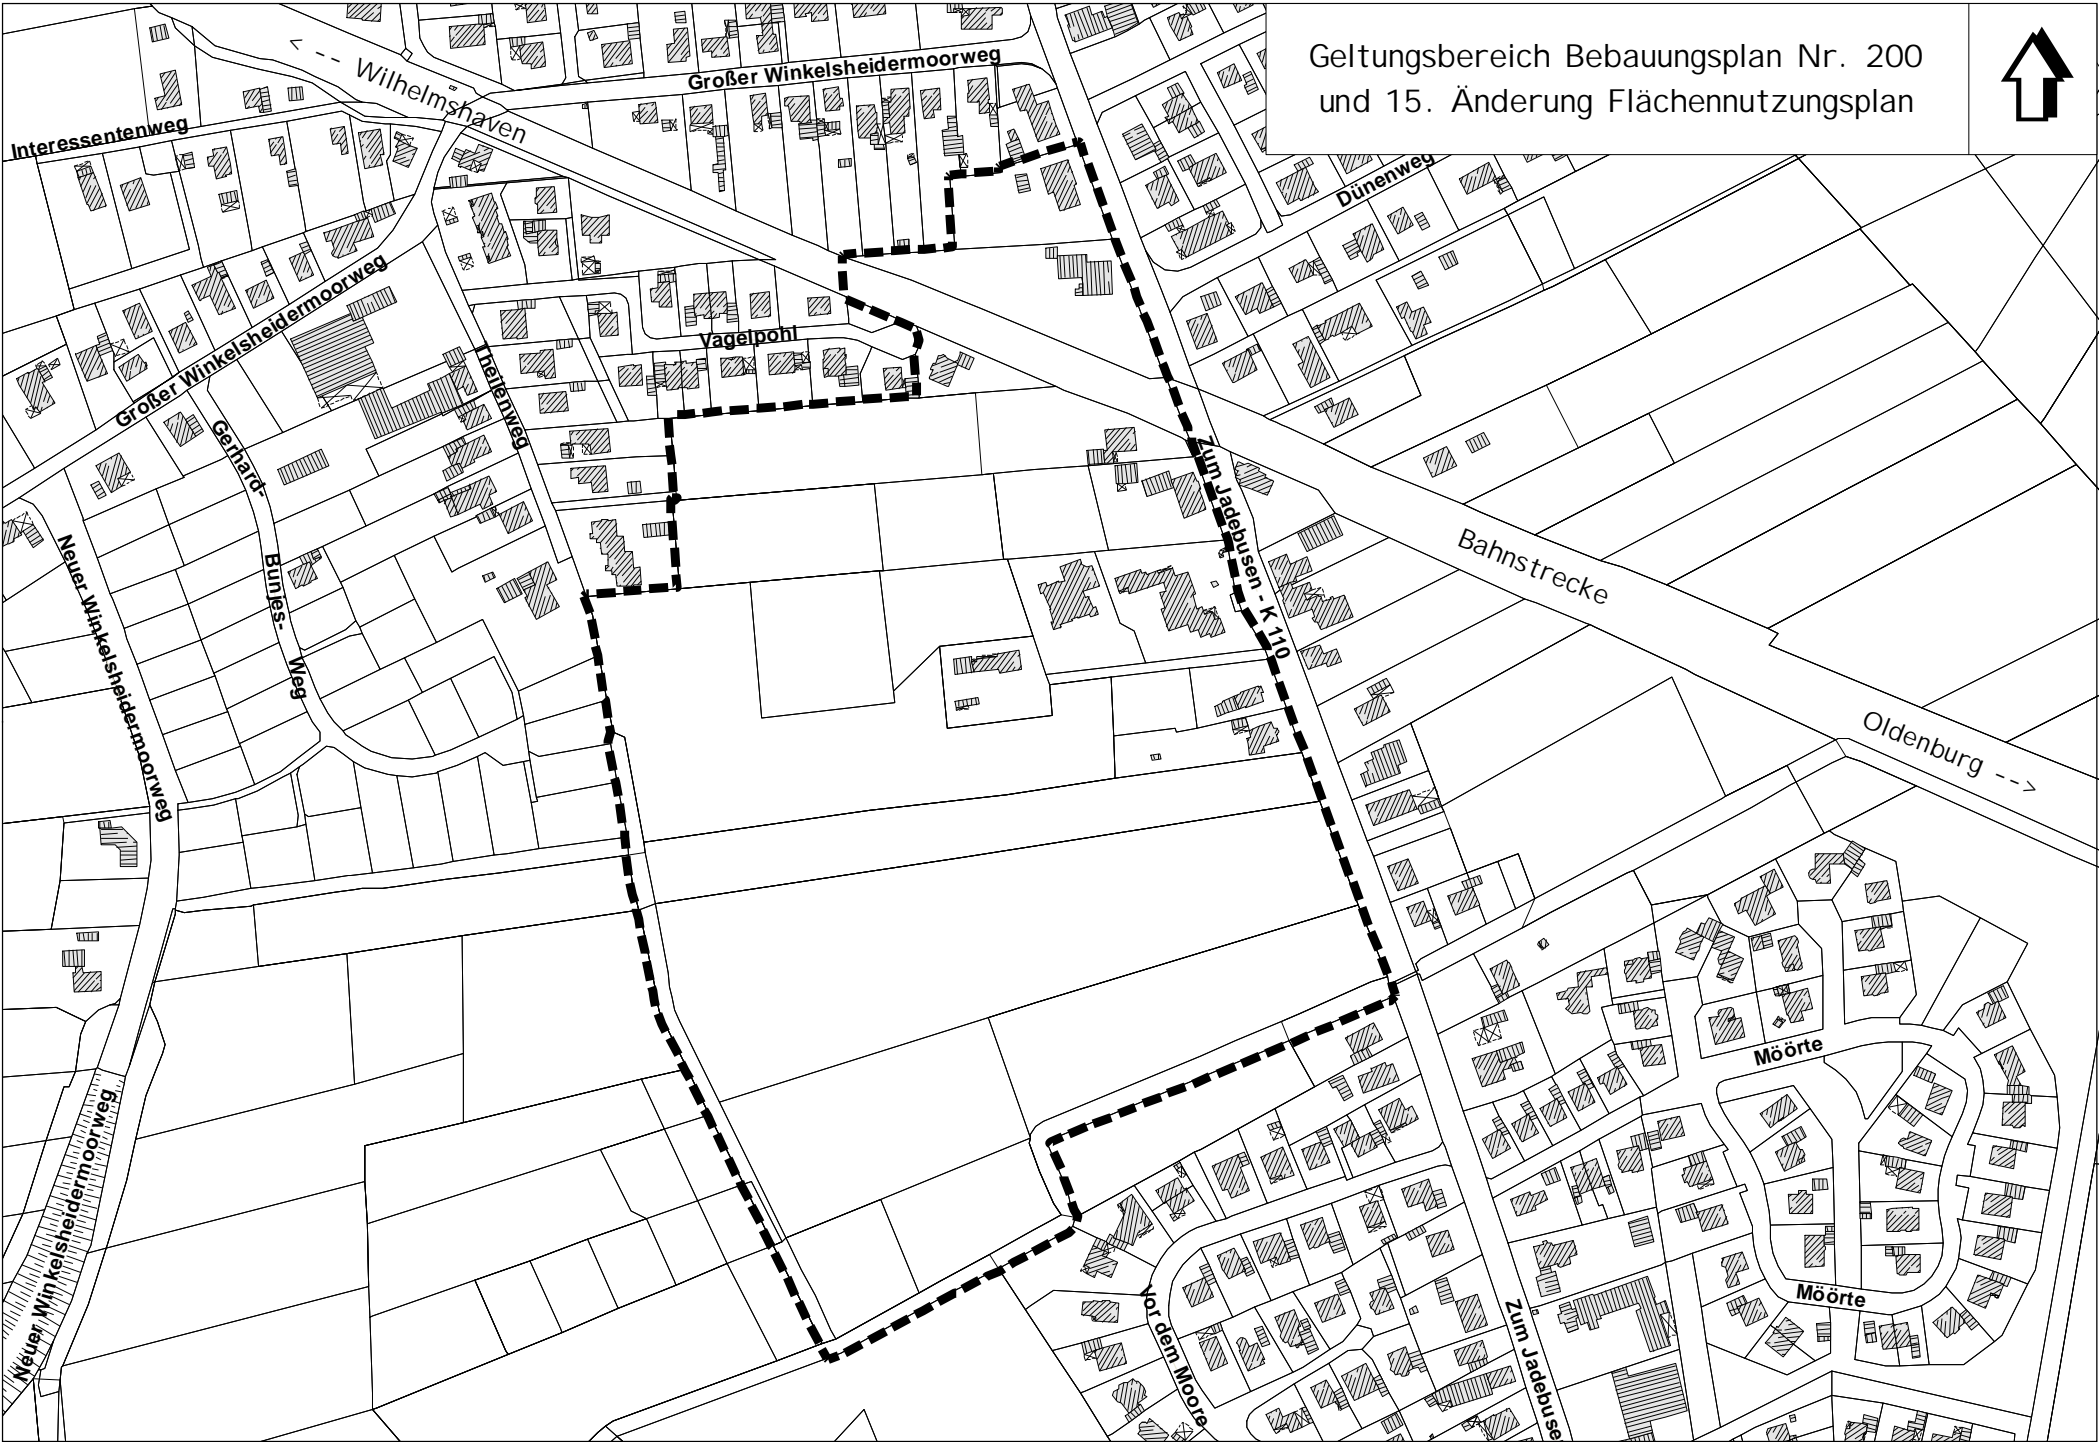 Geltungsbereich Bebauungsplan Nr. 200
und 15. Änderung Flächennutzungsplan
<-- Wilhelmshaven
Großer Winkelsheidermoorweg
Interessentenweg
Dünenweg
Großer Winkelsheidermoorweg
Vagelpohl
Theilenweg
Gerhard-
Bunjes-
Weg
Neuer Winkelsheidermoorweg
Zum Jadebusen - K 110
Bahnstrecke
Oldenburg -->
Möörte
Neuer Winkelsheidermoorweg
Vor dem Moore
Möörte
Zum Jadebuse